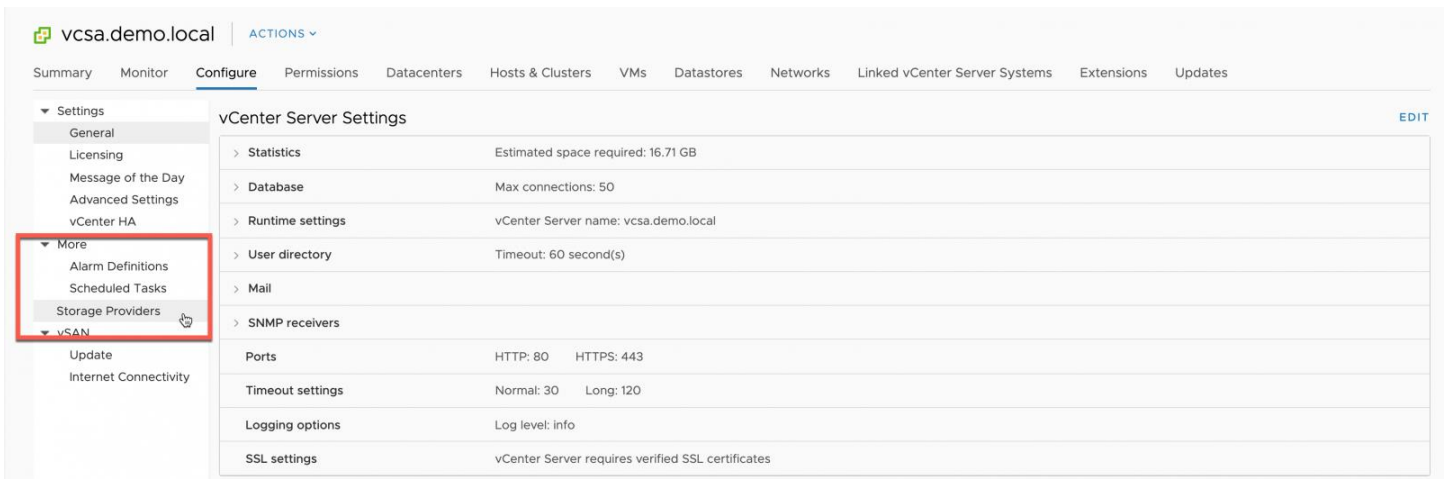 vcsa.demo.local ACTIONS
Summary Monitor Configure Permissions Datacenters Hosts & Clusters VMs Datastores Networks Linked vCenter Server Systems Extensions Updates
Settings
General
Licensing
Message of the Day
Advanced Settings
vCenter HA
More
Alarm Definitions
Scheduled Tasks
Storage Providers
vSAN
Update
Internet Connectivity
vCenter Server Settings EDIT
Statistics Estimated space required: 16.71 GB
Database Max connections: 50
Runtime settings vCenter Server name: vcsa.demo.local
User directory Timeout: 60 second(s)
Mail
SNMP receivers
Ports HTTP: 80 HTTPS: 443
Timeout settings Normal: 30 Long: 120
Logging options Log level: info
SSL settings vCenter Server requires verified SSL certificates